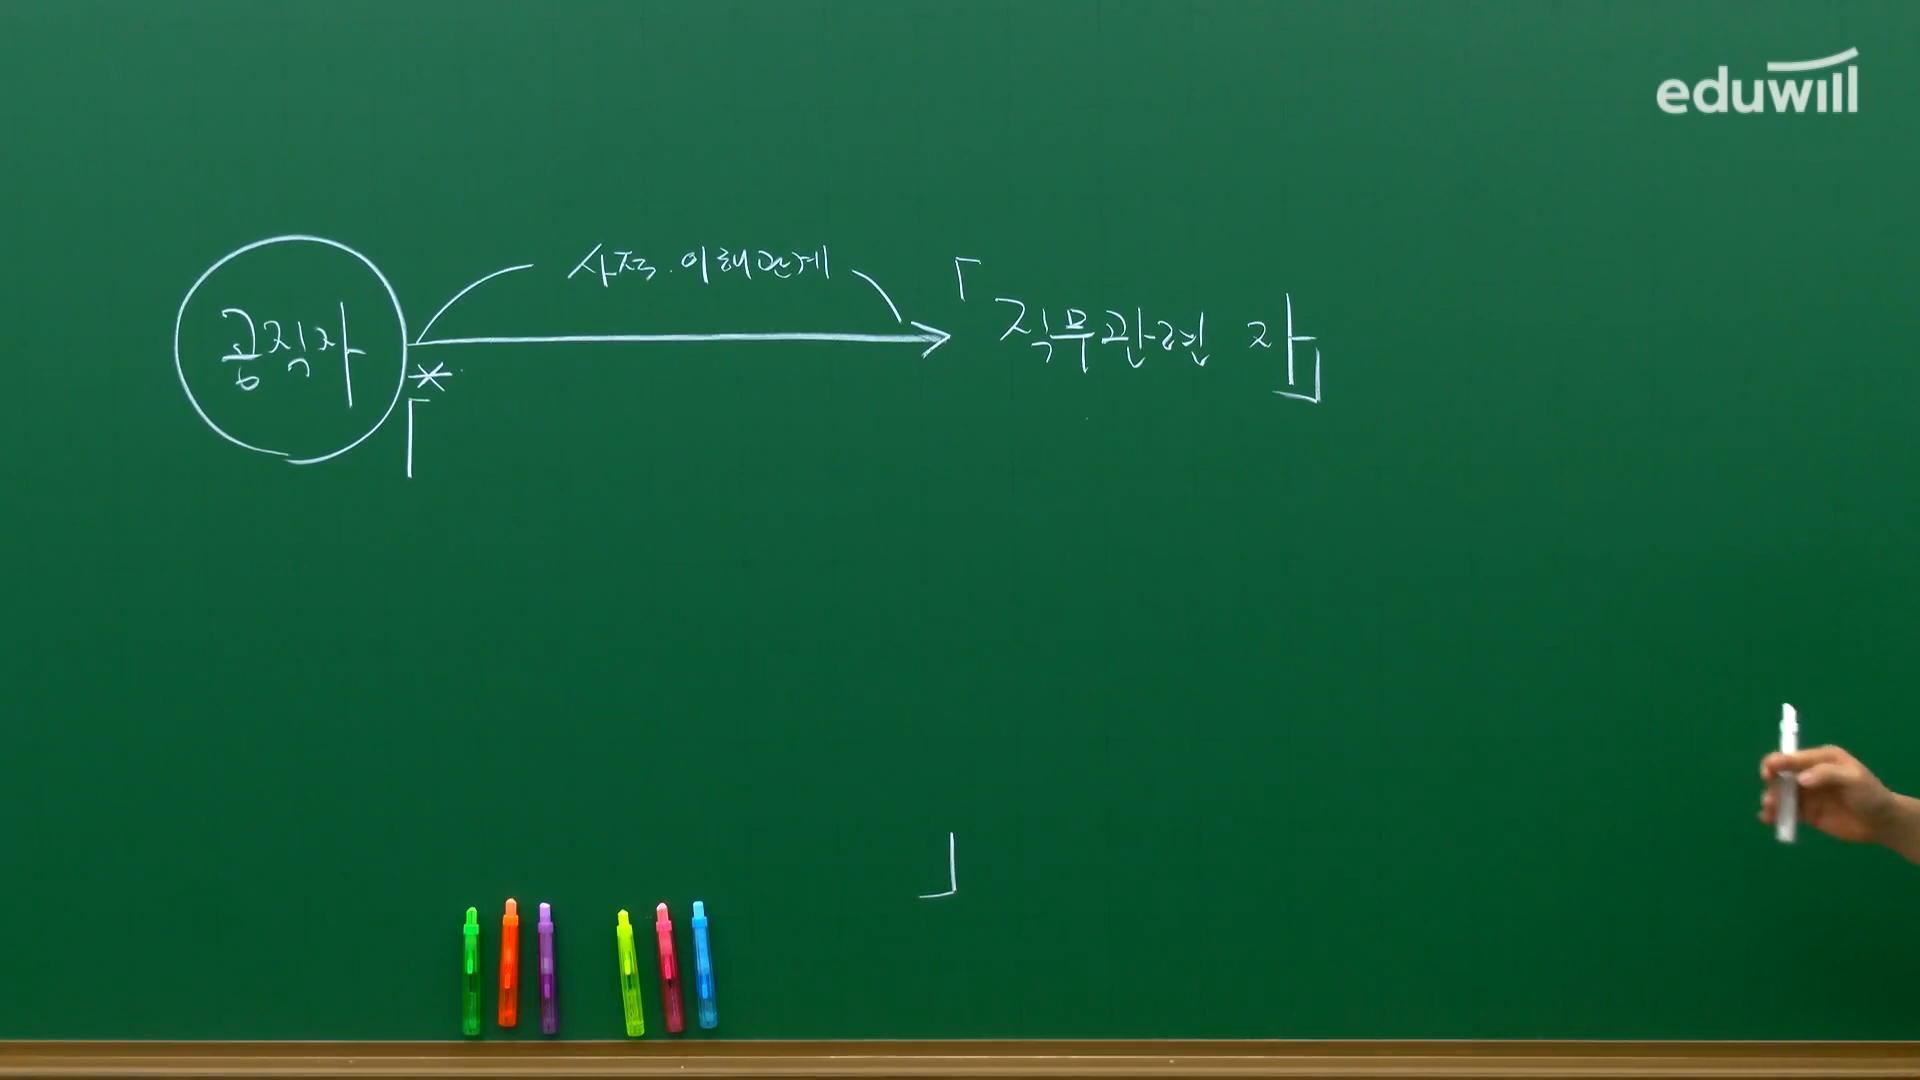 eduwill
사적 이해관계
공직자
「직무관련자」
*
「
」